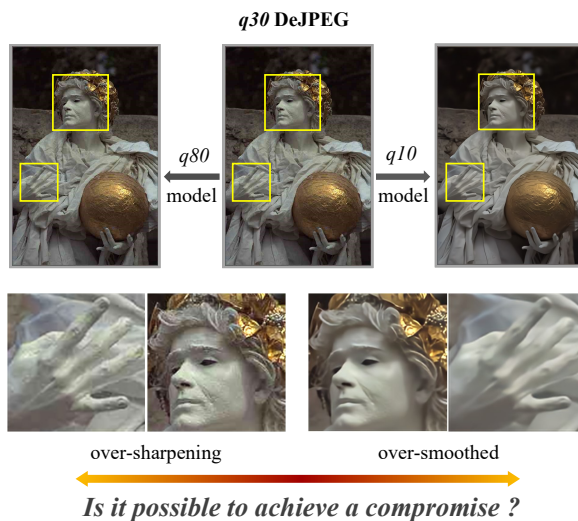 q30 DeJPEG
q80
model
q10
model
over-sharpening
over-smoothed
Is it possible to achieve a compromise ?